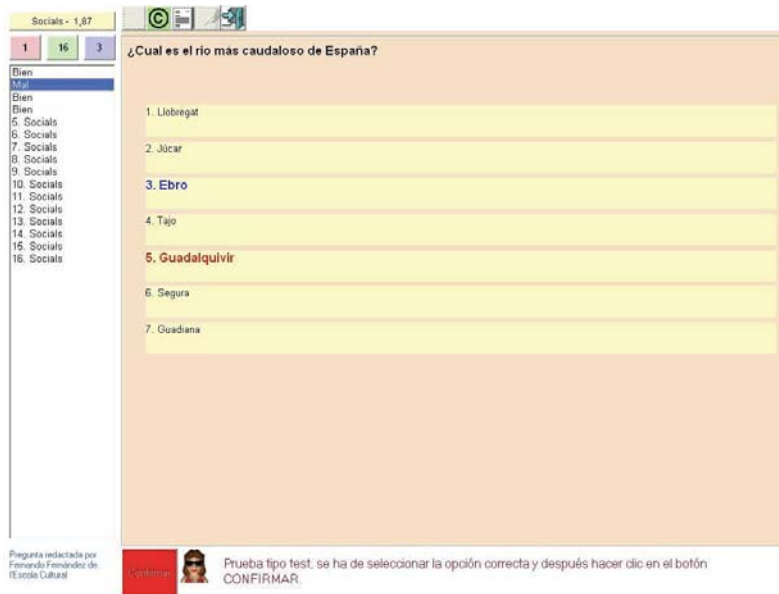 Socials - 1,87
1 16 3
Bien
Mal
Bien
Bien
5. Socials
6. Socials
7. Socials
8. Socials
9. Socials
10. Socials
11. Socials
12. Socials
13. Socials
14. Socials
15. Socials
16. Socials
¿Cual es el rio más caudaloso de España?
1. Llobregat
2. Júcar
3. Ebro
4. Tajo
5. Guadalquivir
6. Segura
7. Guadiana
Pregunta redactada por
Fernando Fernández de
l'Escola Cultural
Confirmar
Prueba tipo test, se ha de seleccionar la opción correcta y después hacer clic en el botón
CONFIRMAR.